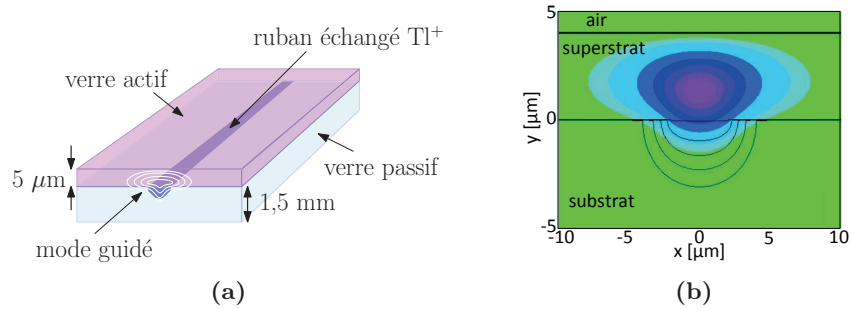 ruban échangé Tl+
verre actif
5 μm
verre passif
1,5 mm
mode guidé
(a)
5
air
superstrat
y [μm]
0
substrat
-5
-10 -5 0 5 10
x [μm]
(b)